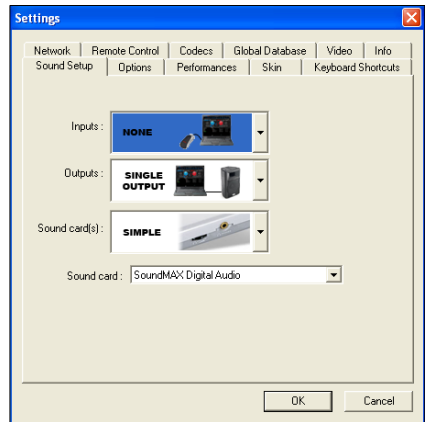 Settings
Network Remote Control Codecs Global Database Video Info
Sound Setup Options Performances Skin Keyboard Shortcuts
Inputs : NONE
Outputs : SINGLE
OUTPUT
Sound card(s) : SIMPLE
Sound card : SoundMAX Digital Audio
OK Cancel